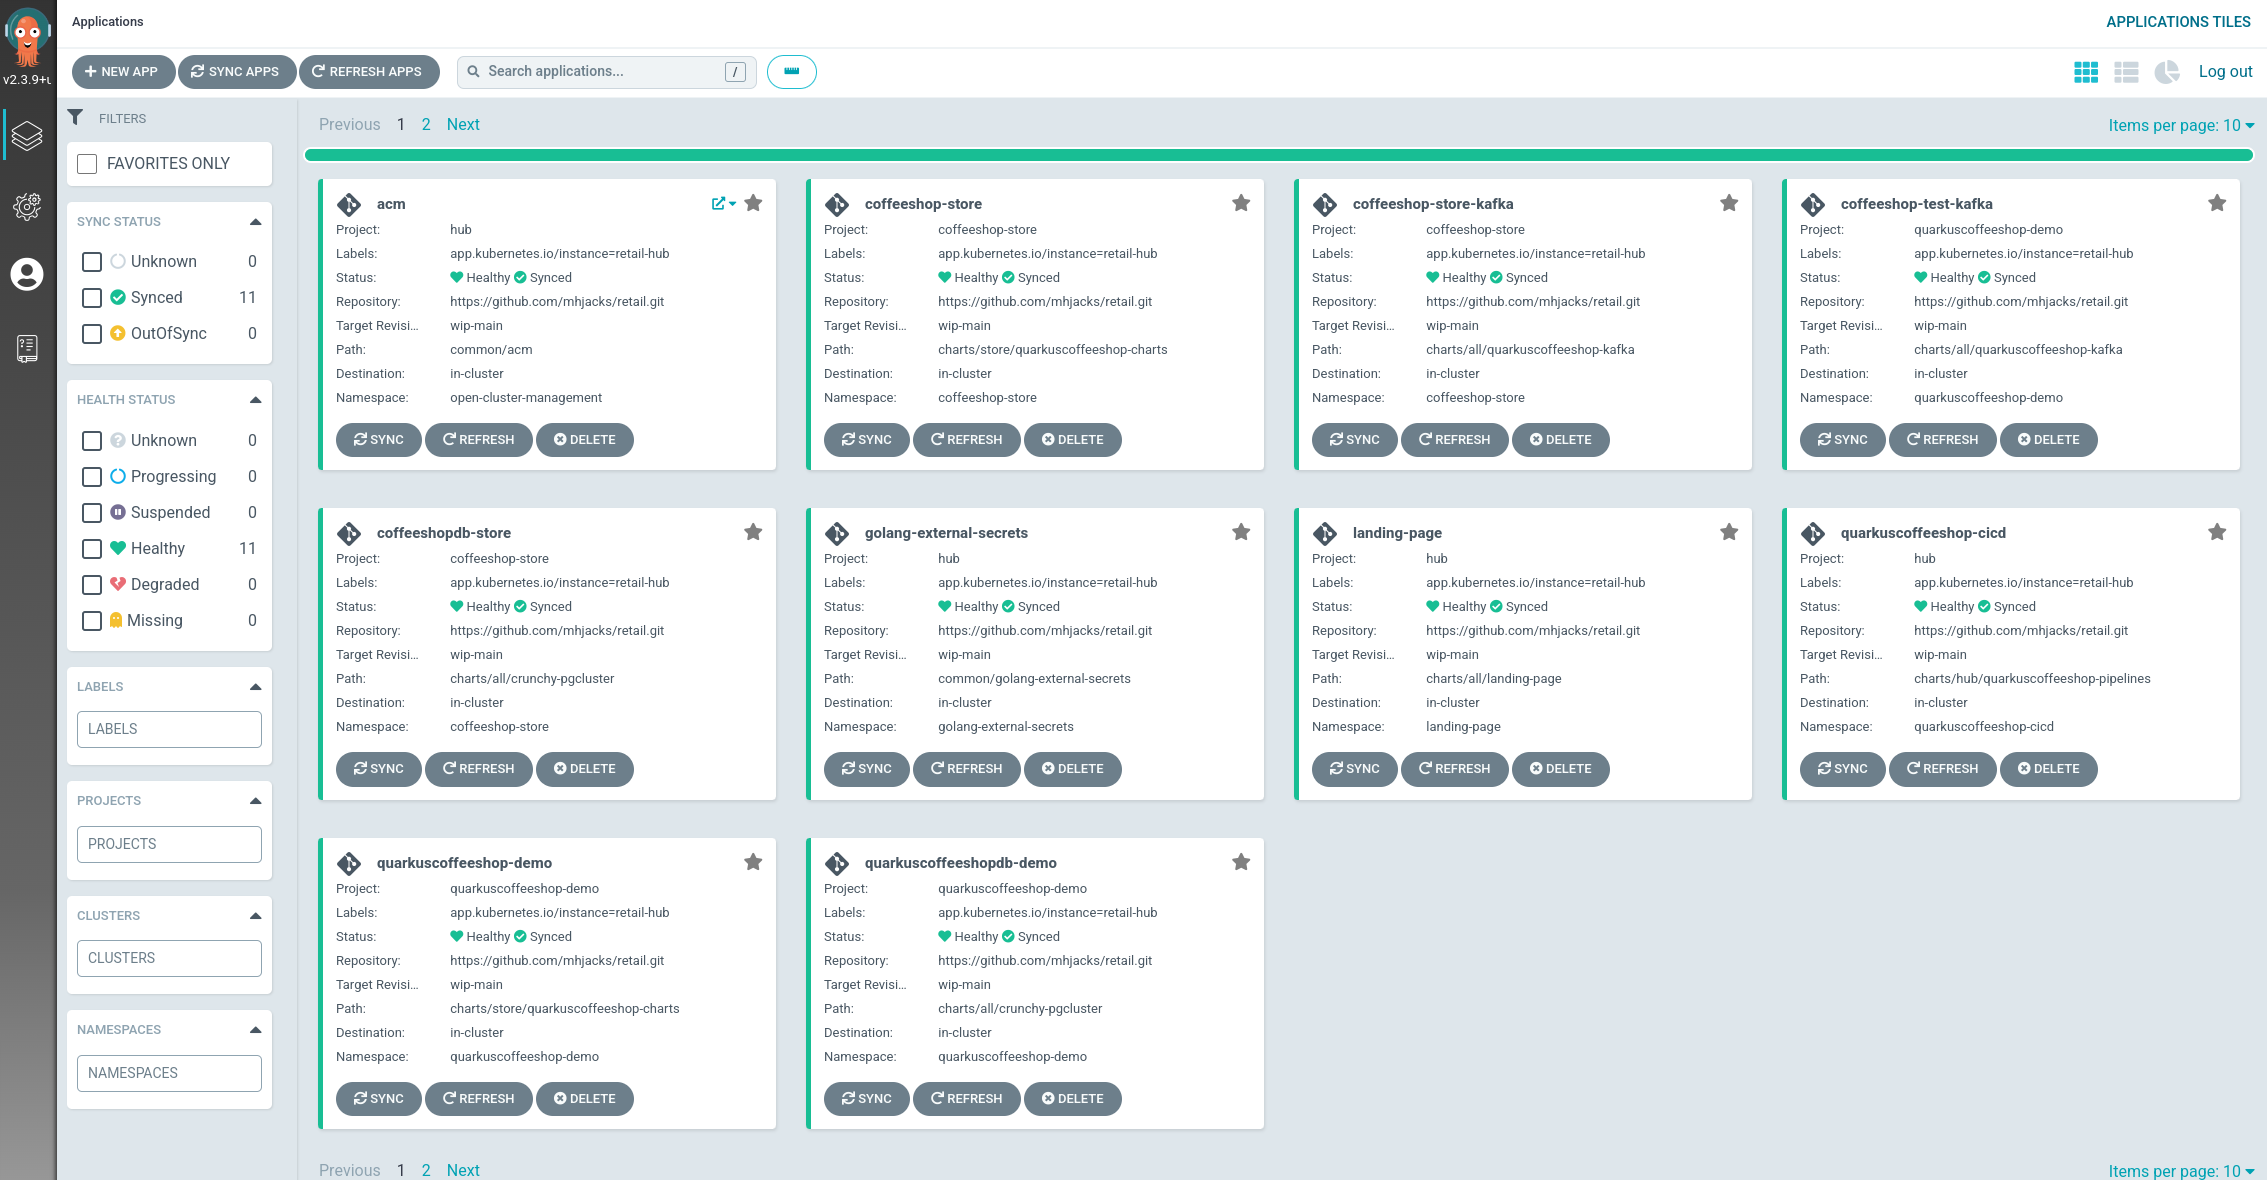 Applications
APPLICATIONS TILES
v2.3.9+u
NEW APP SYNC APPS REFRESH APPS Search applications... / Log out
FILTERS
FAVORITES ONLY
SYNC STATUS
Unknown 0
Synced 11
OutOfSync 0
HEALTH STATUS
Unknown 0
Progressing 0
Suspended 0
Healthy 11
Degraded 0
Missing 0
LABELS
LABELS
PROJECTS
PROJECTS
CLUSTERS
CLUSTERS
NAMESPACES
NAMESPACES
Previous 1 2 Next
Items per page: 10
acm
Project: hub
Labels: app.kubernetes.io/instance=retail-hub
Status: Healthy Synced
Repository: https://github.com/mhjacks/retail.git
Target Revisi... wip-main
Path: common/acm
Destination: in-cluster
Namespace: open-cluster-management
SYNC REFRESH DELETE
coffeeshop-store
Project: coffeeshop-store
Labels: app.kubernetes.io/instance=retail-hub
Status: Healthy Synced
Repository: https://github.com/mhjacks/retail.git
Target Revisi... wip-main
Path: charts/store/quarkuscoffeeshop-charts
Destination: in-cluster
Namespace: coffeeshop-store
SYNC REFRESH DELETE
coffeeshop-store-kafka
Project: coffeeshop-store
Labels: app.kubernetes.io/instance=retail-hub
Status: Healthy Synced
Repository: https://github.com/mhjacks/retail.git
Target Revisi... wip-main
Path: charts/all/quarkuscoffeeshop-kafka
Destination: in-cluster
Namespace: coffeeshop-store
SYNC REFRESH DELETE
coffeeshop-test-kafka
Project: quarkuscoffeeshop-demo
Labels: app.kubernetes.io/instance=retail-hub
Status: Healthy Synced
Repository: https://github.com/mhjacks/retail.git
Target Revisi... wip-main
Path: charts/all/quarkuscoffeeshop-kafka
Destination: in-cluster
Namespace: quarkuscoffeeshop-demo
SYNC REFRESH DELETE
coffeeshopdb-store
Project: coffeeshop-store
Labels: app.kubernetes.io/instance=retail-hub
Status: Healthy Synced
Repository: https://github.com/mhjacks/retail.git
Target Revisi... wip-main
Path: charts/all/crunchy-pgcluster
Destination: in-cluster
Namespace: coffeeshop-store
SYNC REFRESH DELETE
golang-external-secrets
Project: hub
Labels: app.kubernetes.io/instance=retail-hub
Status: Healthy Synced
Repository: https://github.com/mhjacks/retail.git
Target Revisi... wip-main
Path: common/golang-external-secrets
Destination: in-cluster
Namespace: golang-external-secrets
SYNC REFRESH DELETE
landing-page
Project: hub
Labels: app.kubernetes.io/instance=retail-hub
Status: Healthy Synced
Repository: https://github.com/mhjacks/retail.git
Target Revisi... wip-main
Path: charts/all/landing-page
Destination: in-cluster
Namespace: landing-page
SYNC REFRESH DELETE
quarkuscoffeeshop-cicd
Project: hub
Labels: app.kubernetes.io/instance=retail-hub
Status: Healthy Synced
Repository: https://github.com/mhjacks/retail.git
Target Revisi... wip-main
Path: charts/hub/quarkuscoffeeshop-pipelines
Destination: in-cluster
Namespace: quarkuscoffeeshop-cicd
SYNC REFRESH DELETE
quarkuscoffeeshop-demo
Project: quarkuscoffeeshop-demo
Labels: app.kubernetes.io/instance=retail-hub
Status: Healthy Synced
Repository: https://github.com/mhjacks/retail.git
Target Revisi... wip-main
Path: charts/store/quarkuscoffeeshop-charts
Destination: in-cluster
Namespace: quarkuscoffeeshop-demo
SYNC REFRESH DELETE
quarkuscoffeeshopdb-demo
Project: quarkuscoffeeshop-demo
Labels: app.kubernetes.io/instance=retail-hub
Status: Healthy Synced
Repository: https://github.com/mhjacks/retail.git
Target Revisi... wip-main
Path: charts/all/crunchy-pgcluster
Destination: in-cluster
Namespace: quarkuscoffeeshop-demo
SYNC REFRESH DELETE
Previous 1 2 Next
Items per page: 10